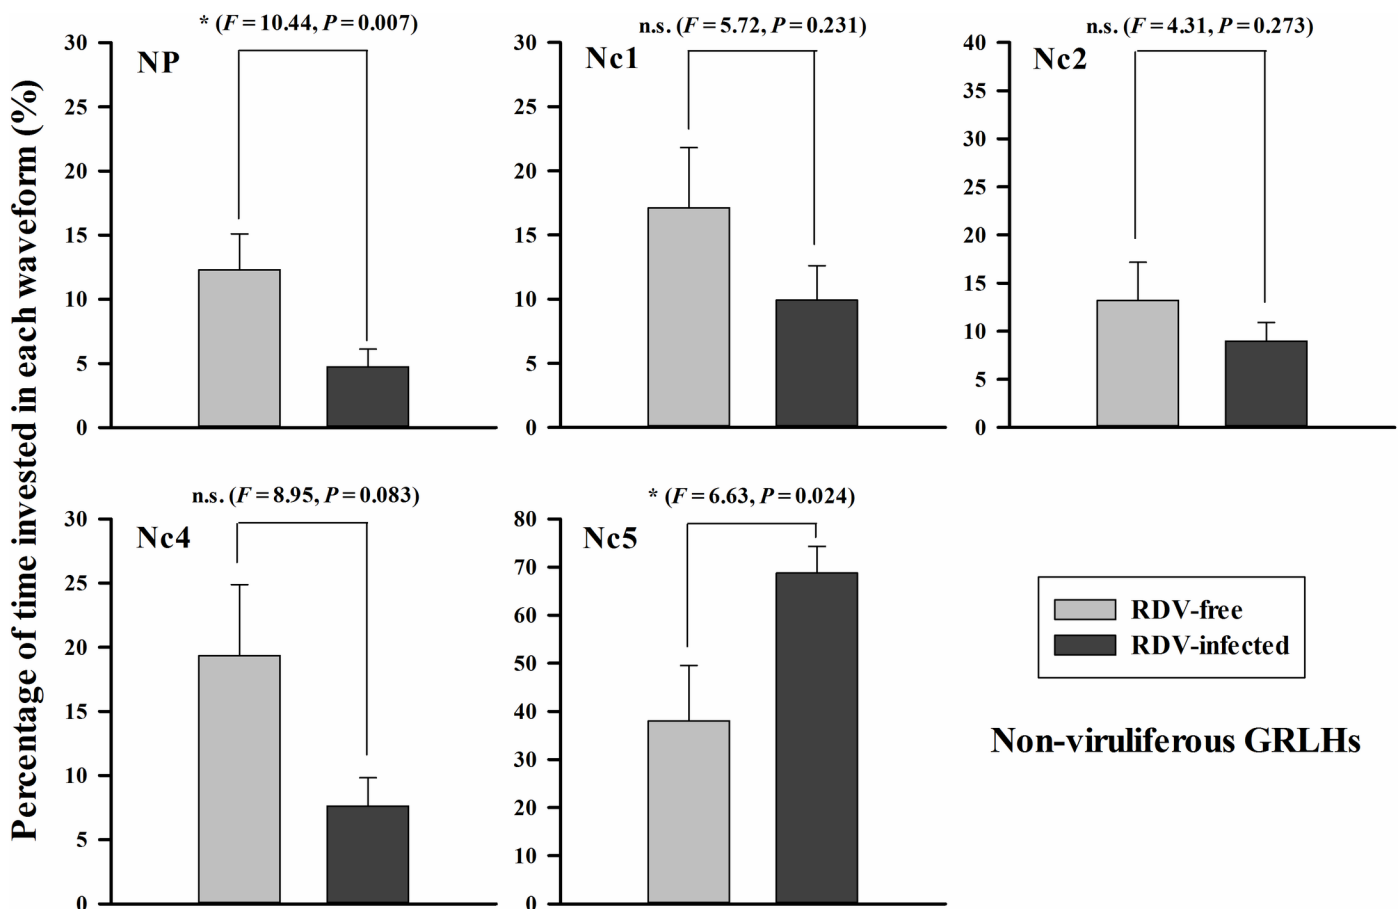 Percentage of time invested in each waveform (%)
* (F = 10.44, P = 0.007)
NP
30
25
20
15
10
5
0
n.s. (F = 5.72, P = 0.231)
Nc1
30
25
20
15
10
5
0
n.s. (F = 4.31, P = 0.273)
Nc2
40
35
30
25
20
15
10
5
0
n.s. (F = 8.95, P = 0.083)
Nc4
30
25
20
15
10
5
0
* (F = 6.63, P = 0.024)
Nc5
80
70
60
50
40
30
20
10
0
RDV-free
RDV-infected
Non-viruliferous GRLHs